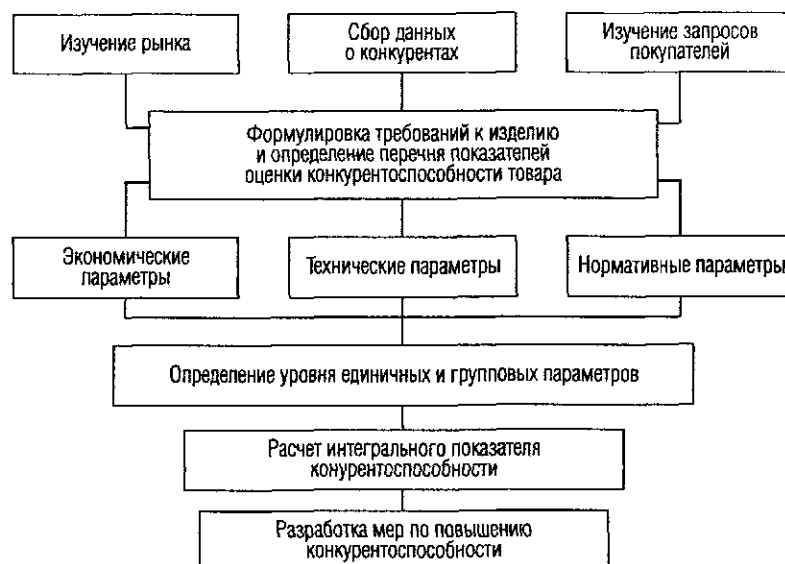 Изучение рынка
Сбор данных
о конкурентах
Изучение запросов
покупателей
Формулировка требований к изделию
и определение перечня показателей
оценки конкурентоспособности товара
Экономические
параметры
Технические параметры
Нормативные параметры
Определение уровня единичных и групповых параметров
Расчет интегрального показателя
конурентоспособности
Разработка мер по повышению
конкурентоспособности